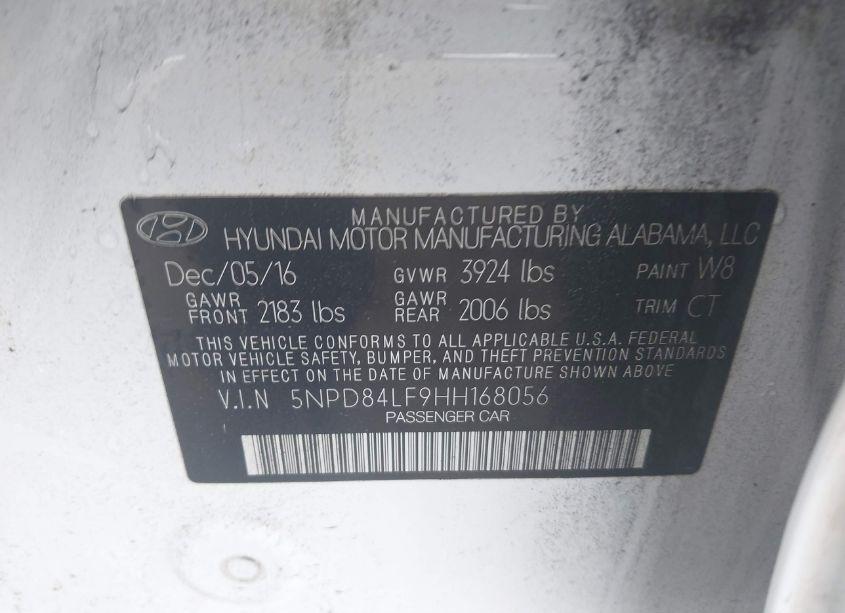 MANUFACTURED BY
HYUNDAI MOTOR MANUFACTURING ALABAMA, LLC
Dec/05/16 GVWR 3924 lbs PAINT W8
GAWR FRONT 2183 lbs GAWR REAR 2006 lbs TRIM CT
THIS VEHICLE CONFORMS TO ALL APPLICABLE U.S.A. FEDERAL
MOTOR VEHICLE SAFETY, BUMPER, AND THEFT PREVENTION STANDARDS
IN EFFECT ON THE DATE OF MANUFACTURE SHOWN ABOVE
V.I.N 5NPD84LF9HH168056
PASSENGER CAR